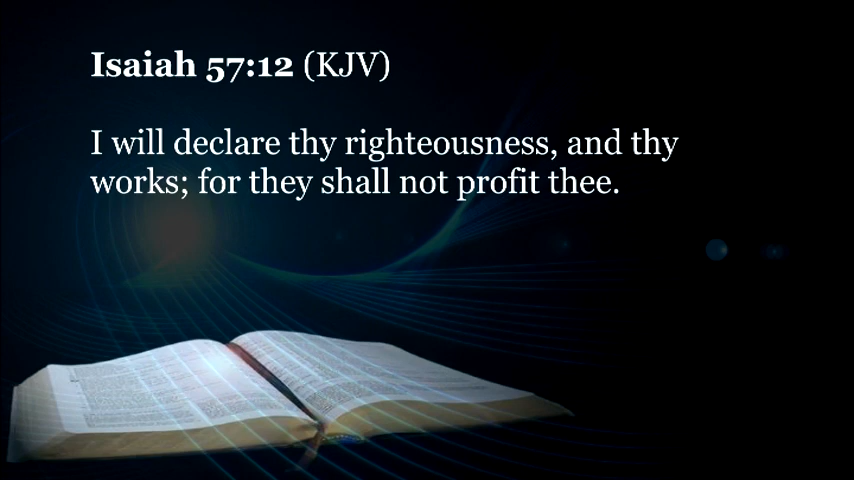 Isaiah 57:12 (KJV)
I will declare thy righteousness, and thy
works; for they shall not profit thee.